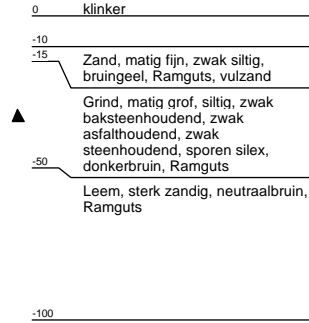 0 klinker
-10
-15
Zand, matig fijn, zwak siltig,
bruingeel, Ramguts, vulzand
Grind, matig grof, siltig, zwak
baksteenhoudend, zwak
asfalthoudend, zwak
steenhoudend, sporen silex,
donkerbruin, Ramguts
-50
Leem, sterk zandig, neutraalbruin,
Ramguts
-100